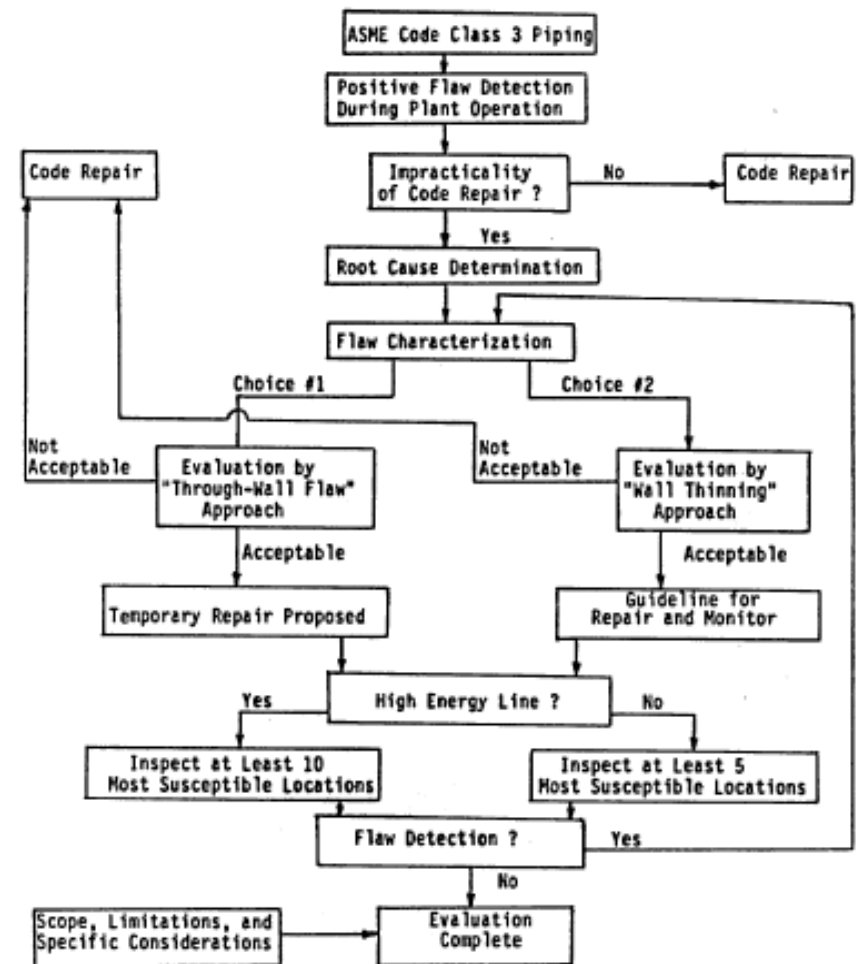 ASME Code Class 3 Piping
Positive Flaw Detection
During Plant Operation
Code Repair
Impracticality
of Code Repair ?
No
Code Repair
Yes
Root Cause Determination
Flaw Characterization
Choice #1
Choice #2
Not
Acceptable
Evaluation by
"Through-Wall Flaw"
Approach
Not
Acceptable
Evaluation by
"Wall Thinning"
Approach
Acceptable
Acceptable
Temporary Repair Proposed
Guideline for
Repair and Monitor
High Energy Line ?
Yes
No
Inspect at Least 10
Most Susceptible Locations
Inspect at Least 5
Most Susceptible Locations
Flaw Detection ?
Yes
No
Scope, Limitations, and
Specific Considerations
Evaluation
Complete